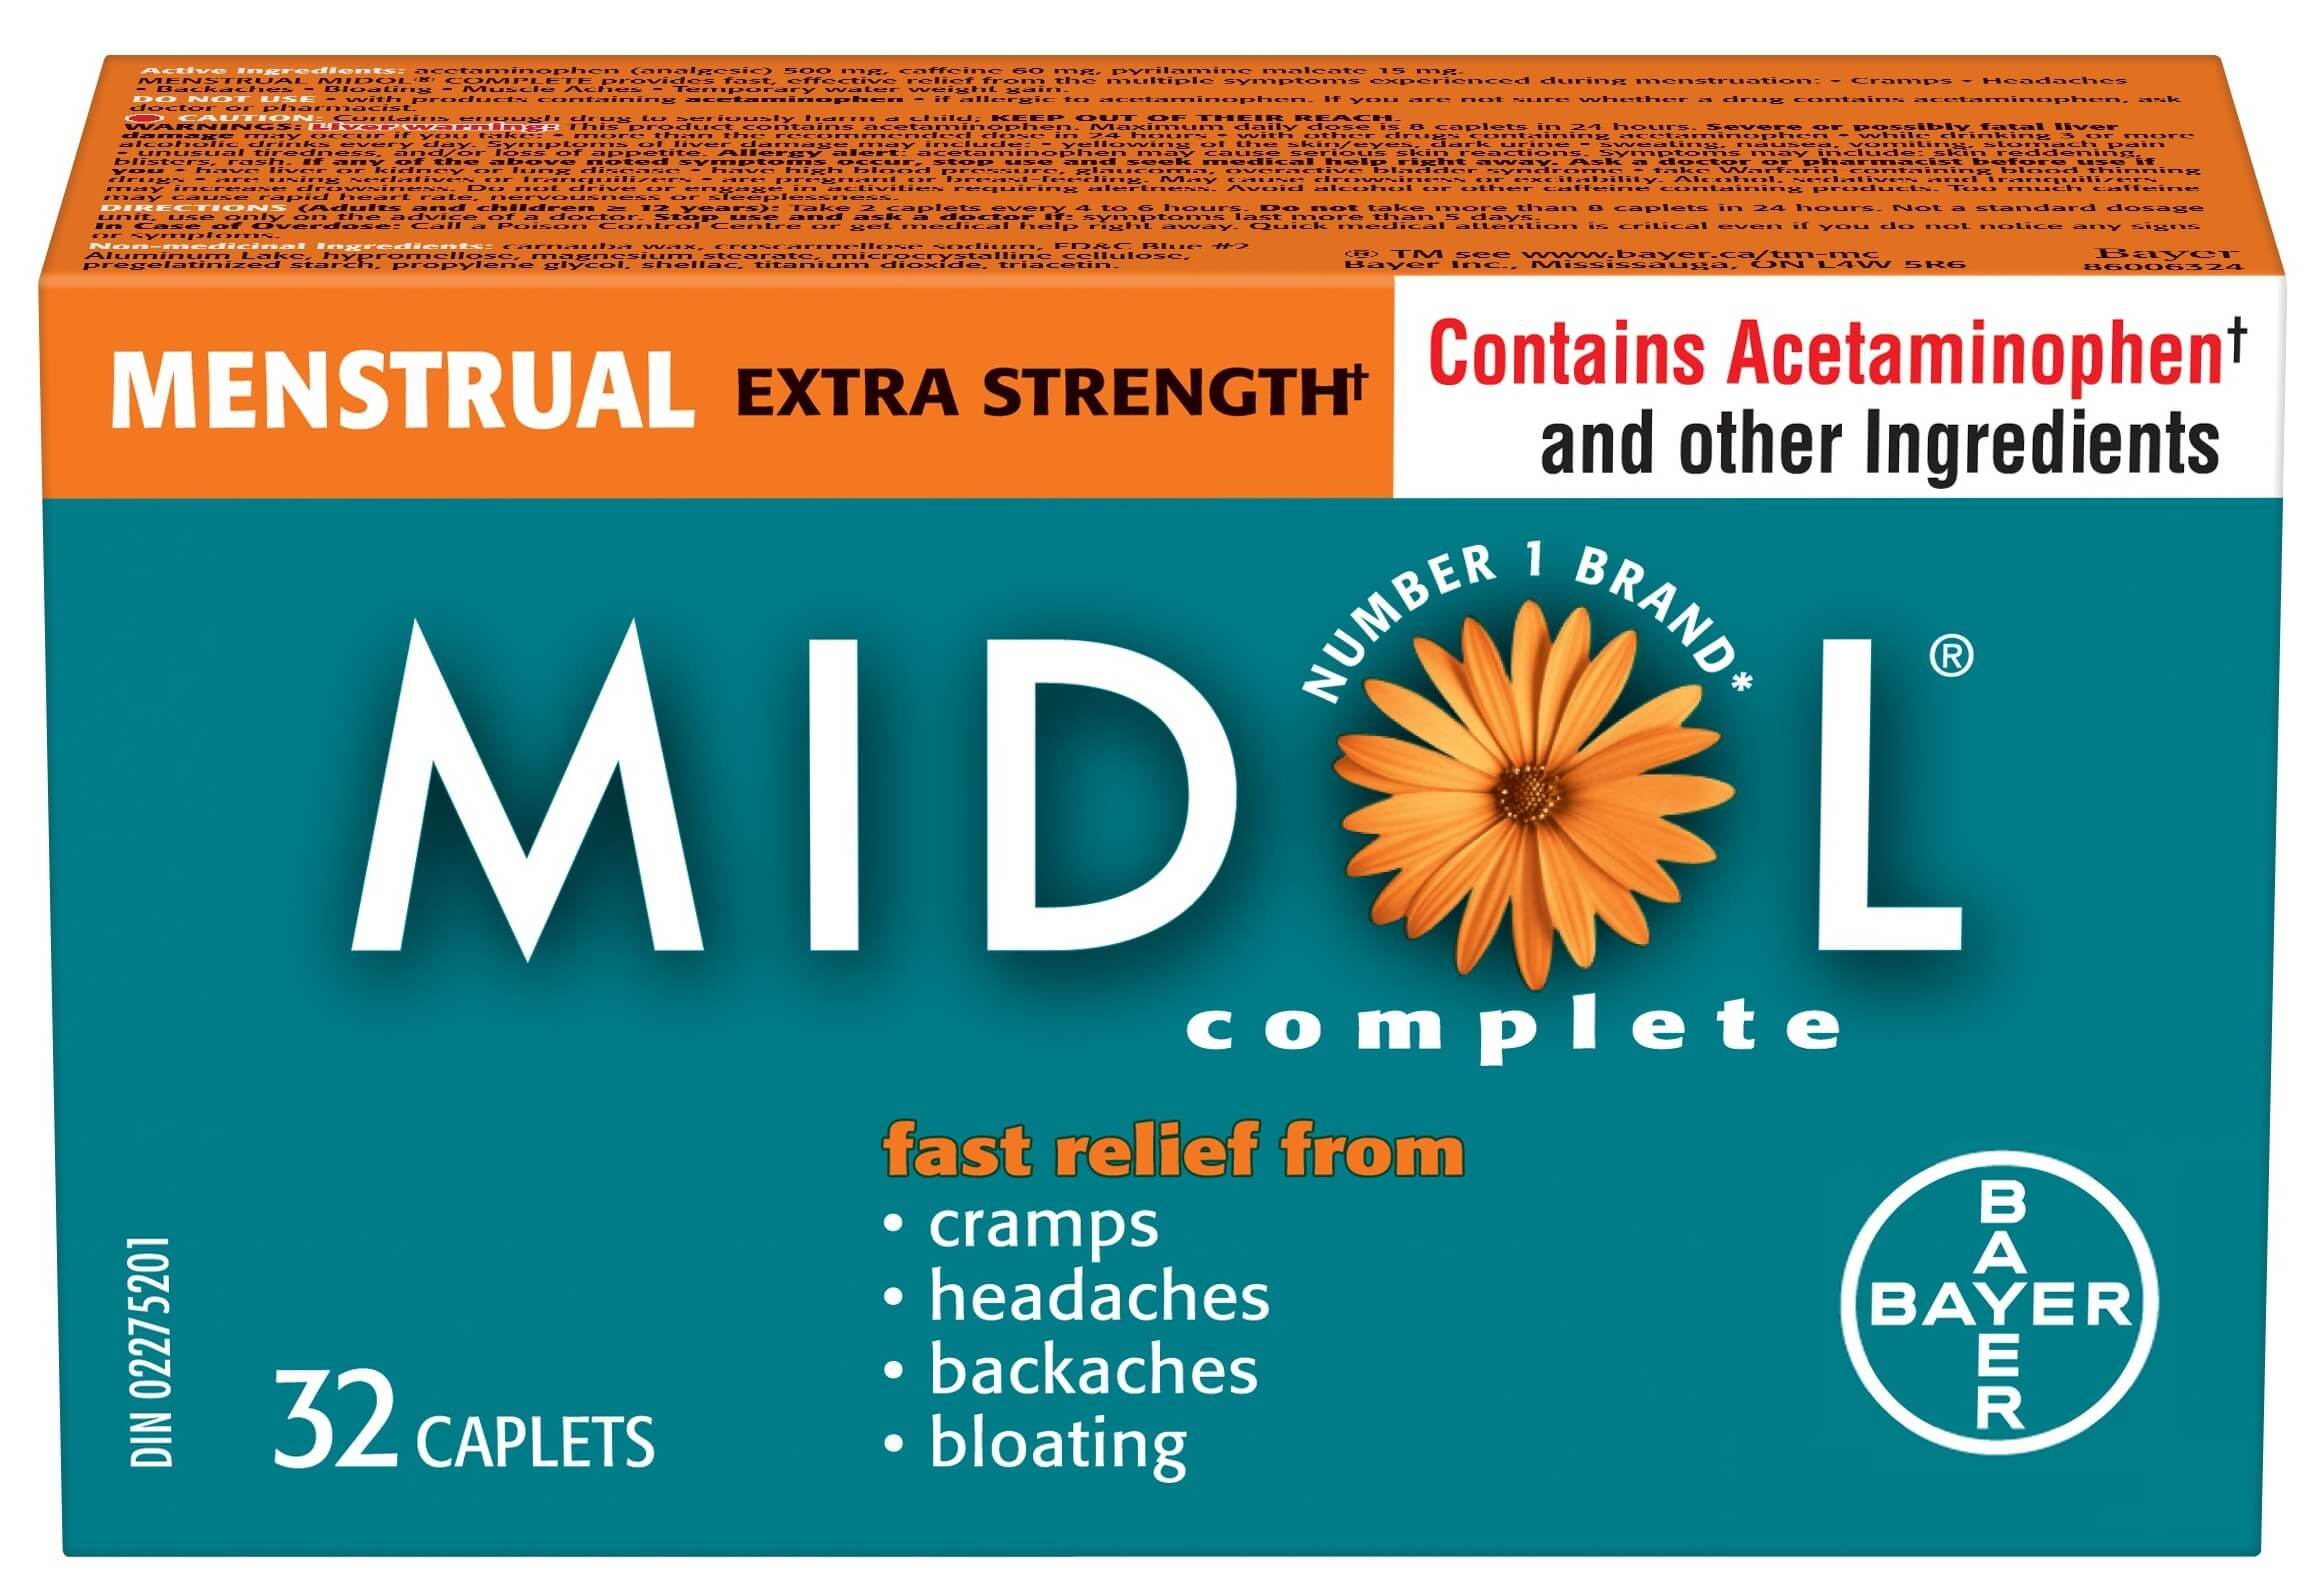 Active Ingredients: acetaminophen (analgesic) 500 mg, caffeine 60 mg, pyrilamine maleate 15 mg.
MENSTRUAL MIDOL® COMPLETE provides fast, effective relief from the multiple symptoms experienced during menstruation: • Cramps • Headaches
• Backaches • Bloating • Muscle Aches • Temporary water weight gain.
DO NOT USE • with products containing acetaminophen • if allergic to acetaminophen. If you are not sure whether a drug contains acetaminophen, ask
doctor or pharmacist.
CAUTION: Contains enough drug to seriously harm a child; KEEP OUT OF THEIR REACH.
WARNINGS: Liver warning: This product contains acetaminophen. Maximum daily dose is 8 caplets in 24 hours. Severe or possibly fatal liver
damage may occur if you take: • more than the recommended dose in 24 hours • with other drugs containing acetaminophen • while drinking 3 or more
alcoholic drinks every day. Symptoms of liver damage may include: • yellowing of the skin/eyes, dark urine • sweating, nausea, vomiting, stomach pain
• unusual tiredness, and/or loss of appetite Allergy alert: acetaminophen may cause serious skin reactions. Symptoms may include: skin reddening,
blisters, rash. If any of the above noted symptoms occur, stop use and seek medical help right away. Ask a doctor or pharmacist before use if
you • have liver or kidney or lung disease • have high blood pressure, glaucoma, overactive bladder syndrome • take Warfarin containing blood thinning
drugs • are using sedatives or tranquilizers • are pregnant or breast-feeding. May cause drowsiness or excitability. Alcohol, sedatives and tranquilizers
may increase drowsiness. Do not drive or engage in activities requiring alertness. Avoid alcohol or other caffeine containing products. Too much caffeine
may cause rapid heart rate, nervousness or sleeplessness.
DIRECTIONS (Adults and children ≥ 12 years): Take 2 caplets every 4 to 6 hours. Do not take more than 8 caplets in 24 hours. Not a standard dosage
unit, use only on the advice of a doctor. Stop use and ask a doctor if: symptoms last more than 5 days.
In Case of Overdose: Call a Poison Control Centre or get medical help right away. Quick medical attention is critical even if you do not notice any signs
or symptoms.
Non-medicinal Ingredients: carnauba wax, croscarmellose sodium, FD&C Blue #2
Aluminum Lake, hypromellose, magnesium stearate, microcrystalline cellulose,
pregelatinized starch, propylene glycol, shellac, titanium dioxide, triacetin.
® TM see www.bayer.ca/tm-mc
Bayer Inc., Mississauga, ON L4W 5R6
Bayer
86006324
MENSTRUAL EXTRA STRENGTH†
Contains Acetaminophen†
and other Ingredients
NUMBER 1 BRAND*
MIDOL®
complete
fast relief from
• cramps
• headaches
• backaches
• bloating
DIN 02275201
32 CAPLETS
BAYER
BAYER